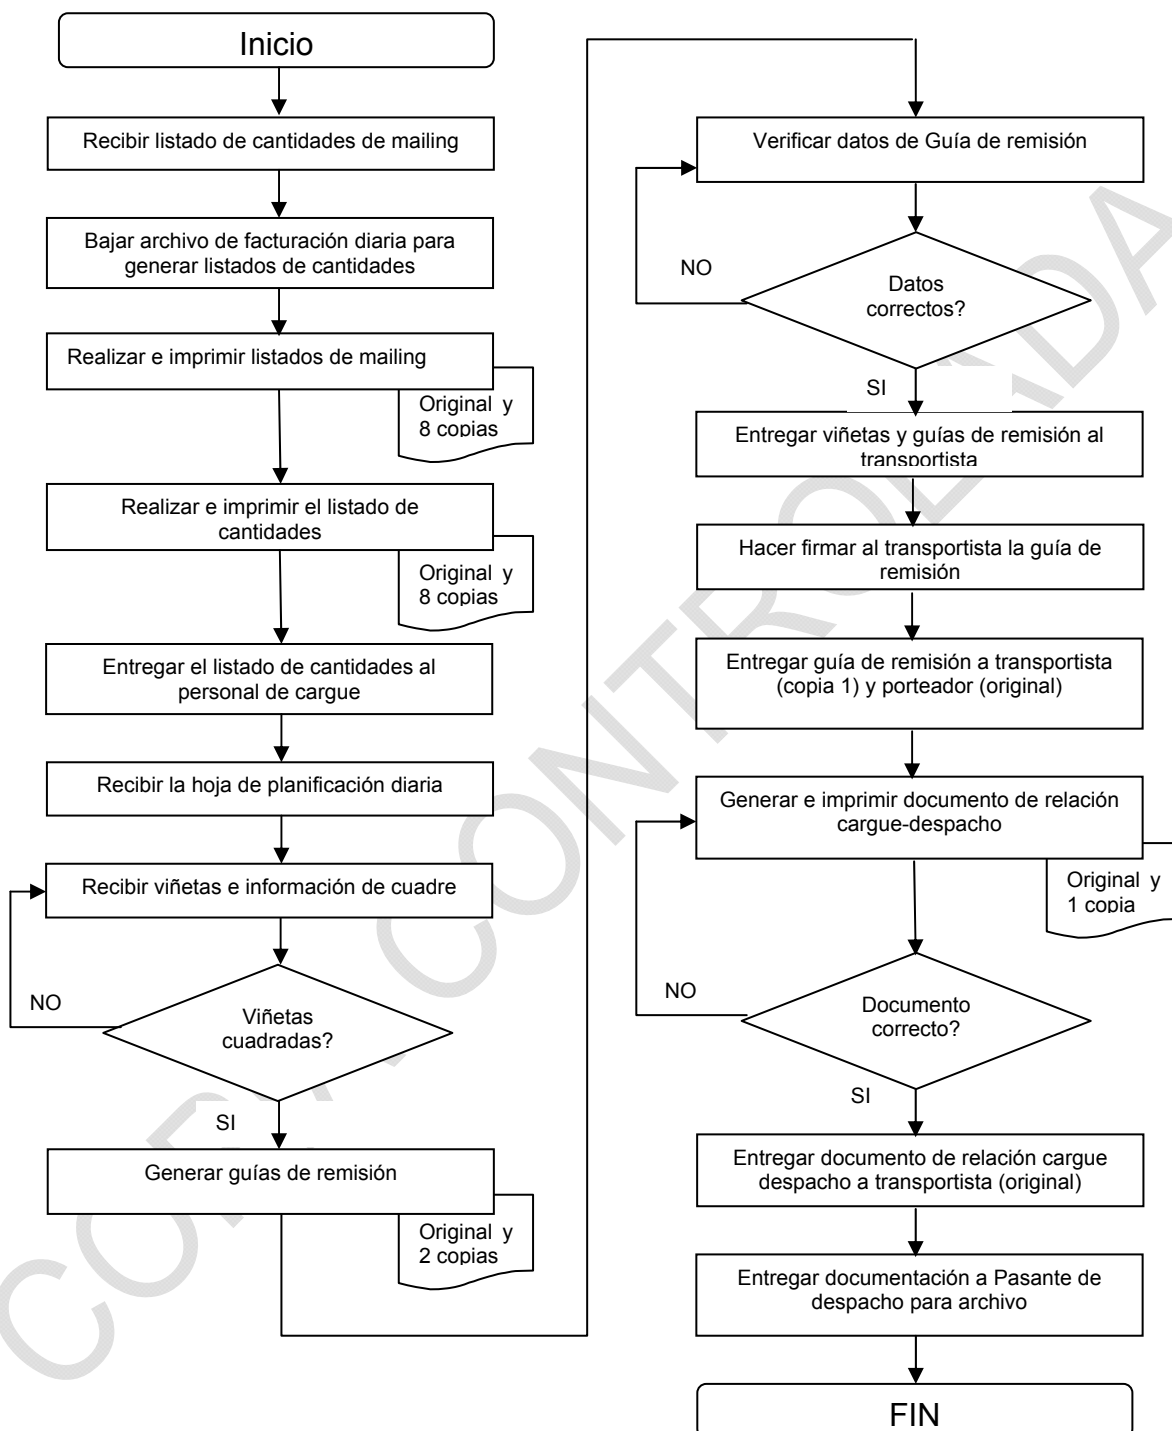 Inicio
Recibir listado de cantidades de mailing
Bajar archivo de facturación diaria para
generar listados de cantidades
Realizar e imprimir listados de mailing
Original y
8 copias
Realizar e imprimir el listado de
cantidades
Original y
8 copias
Entregar el listado de cantidades al
personal de cargue
Recibir la hoja de planificación diaria
Recibir viñetas e información de cuadre
NO
Viñetas
cuadradas?
SI
Generar guías de remisión
Original y
2 copias
Verificar datos de Guía de remisión
NO
Datos
correctos?
SI
Entregar viñetas y guías de remisión al
transportista
Hacer firmar al transportista la guía de
remisión
Entregar guía de remisión a transportista
(copia 1) y porteador (original)
Generar e imprimir documento de relación
cargue-despacho
Original y
1 copia
NO
Documento
correcto?
SI
Entregar documento de relación cargue
despacho a transportista (original)
Entregar documentación a Pasante de
despacho para archivo
FIN